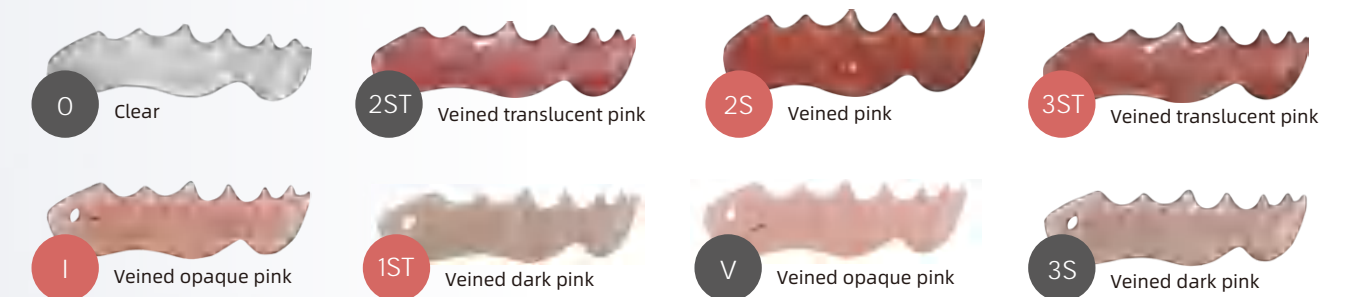 0 Clear
2ST Veined translucent pink
2S Veined pink
3ST Veined translucent pink
I Veined opaque pink
1ST Veined dark pink
V Veined opaque pink
3S Veined dark pink